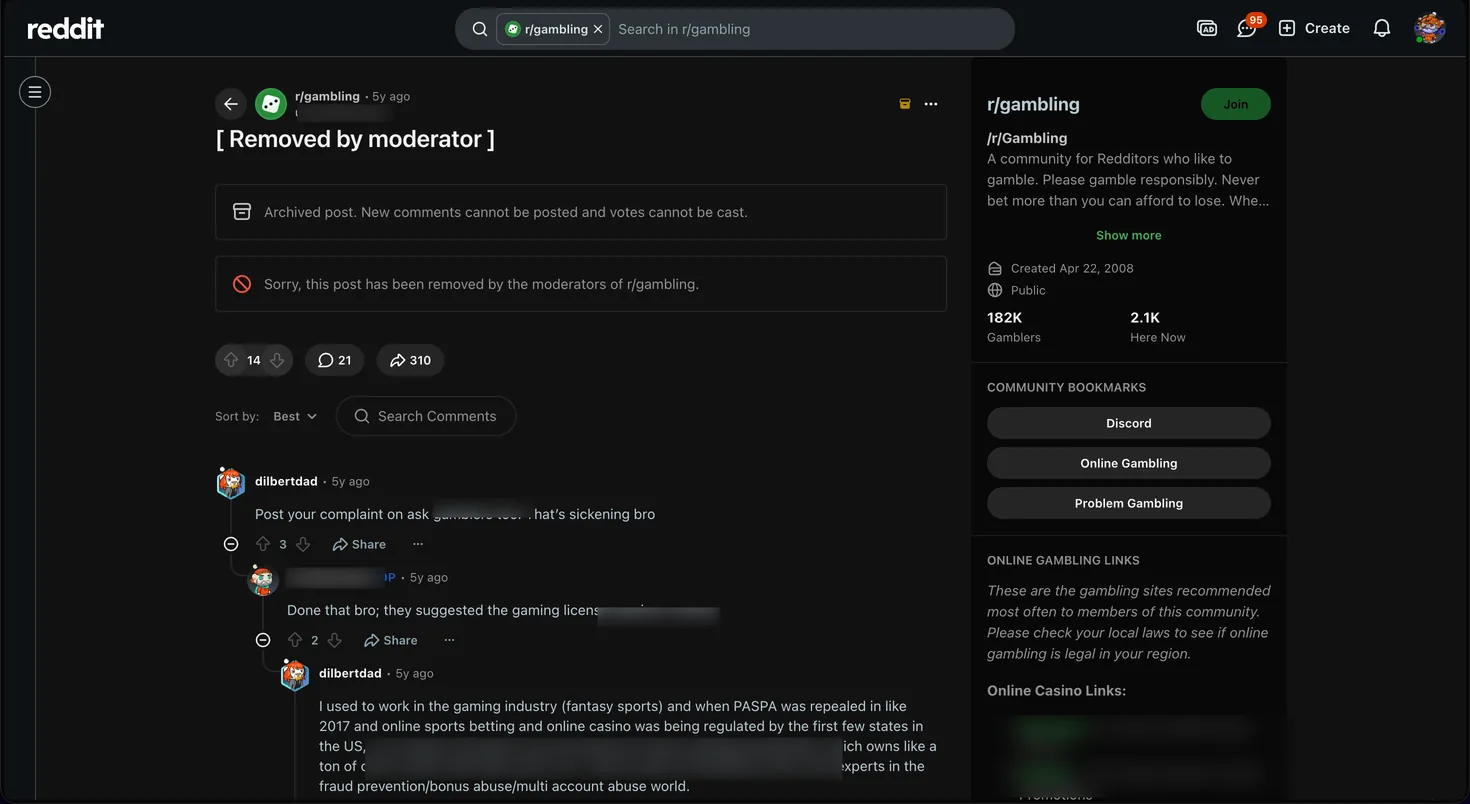 reddit
r/gambling
Search in r/gambling
AD
95
Create
r/gambling • 5y ago
[ Removed by moderator ]
Archived post. New comments cannot be posted and votes cannot be cast.
Sorry, this post has been removed by the moderators of r/gambling.
14
21
310
Sort by: Best
Search Comments
dilbertdad • 5y ago
Post your complaint on ask hat's sickening bro
3
Share
5y ago
Done that bro; they suggested the gaming
2
Share
dilbertdad • 5y ago
I used to work in the gaming industry (fantasy sports) and when PASPA was repealed in like
2017 and online sports betting and online casino was being regulated by the first few states in
the US, ich owns like a
ton of experts in the
fraud prevention/bonus abuse/multi account abuse world.
r/gambling
Join
/r/Gambling
A community for Redditors who like to
gamble. Please gamble responsibly. Never
bet more than you can afford to lose. Whe...
Show more
Created Apr 22, 2008
Public
182K
Gamblers
2.1K
Here Now
COMMUNITY BOOKMARKS
Discord
Online Gambling
Problem Gambling
ONLINE GAMBLING LINKS
These are the gambling sites recommended
most often to members of this community.
Please check your local laws to see if online
gambling is legal in your region.
Online Casino Links: